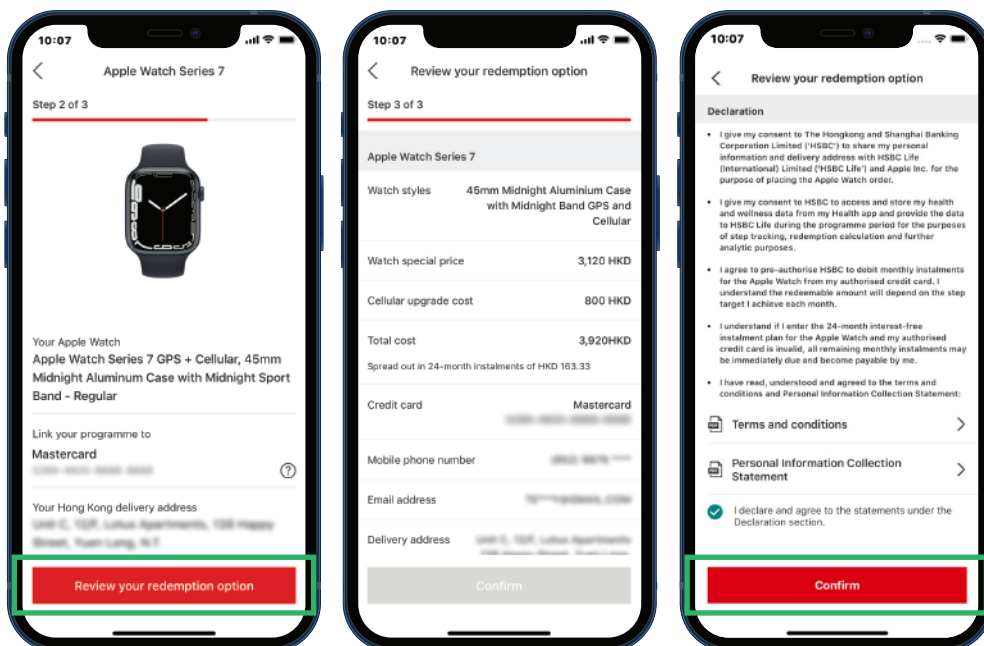 10:07
Apple Watch Series 7
Step 2 of 3
Your Apple Watch
Apple Watch Series 7 GPS + Cellular, 45mm
Midnight Aluminum Case with Midnight Sport
Band - Regular
Link your programme to
Mastercard
Your Hong Kong delivery address
Review your redemption option
10:07
Review your redemption option
Step 3 of 3
Apple Watch Series 7
Watch styles 45mm Midnight Aluminium Case
with Midnight Band GPS and
Cellular
Watch special price 3,120 HKD
Cellular upgrade cost 800 HKD
Total cost 3,920HKD
Spread out in 24-month instalments of HKD 163.33
Credit card Mastercard
Mobile phone number
Email address
Delivery address
Confirm
10:07
Review your redemption option
Declaration
• I give my consent to The Hongkong and Shanghai Banking
Corporation Limited ('HSBC') to share my personal
information and delivery address with HSBC Life
(International) Limited ('HSBC Life') and Apple Inc. for the
purpose of placing the Apple Watch order.
• I give my consent to HSBC to access and store my health
and wellness data from my Health app and provide the data
to HSBC Life during the programme period for the purposes
of step tracking, redemption calculation and further
analytic purposes.
• I agree to pre-authorise HSBC to debit monthly instalments
for the Apple Watch from my authorised credit card. I
understand the redeemable amount will depend on the step
target I achieve each month.
• I understand if I enter the 24-month interest-free
instalment plan for the Apple Watch and my authorised
credit card is invalid, all remaining monthly instalments may
be immediately due and become payable by me.
• I have read, understood and agreed to the terms and
conditions and Personal Information Collection Statement:
Terms and conditions
Personal Information Collection
Statement
I declare and agree to the statements under the
Declaration section.
Confirm